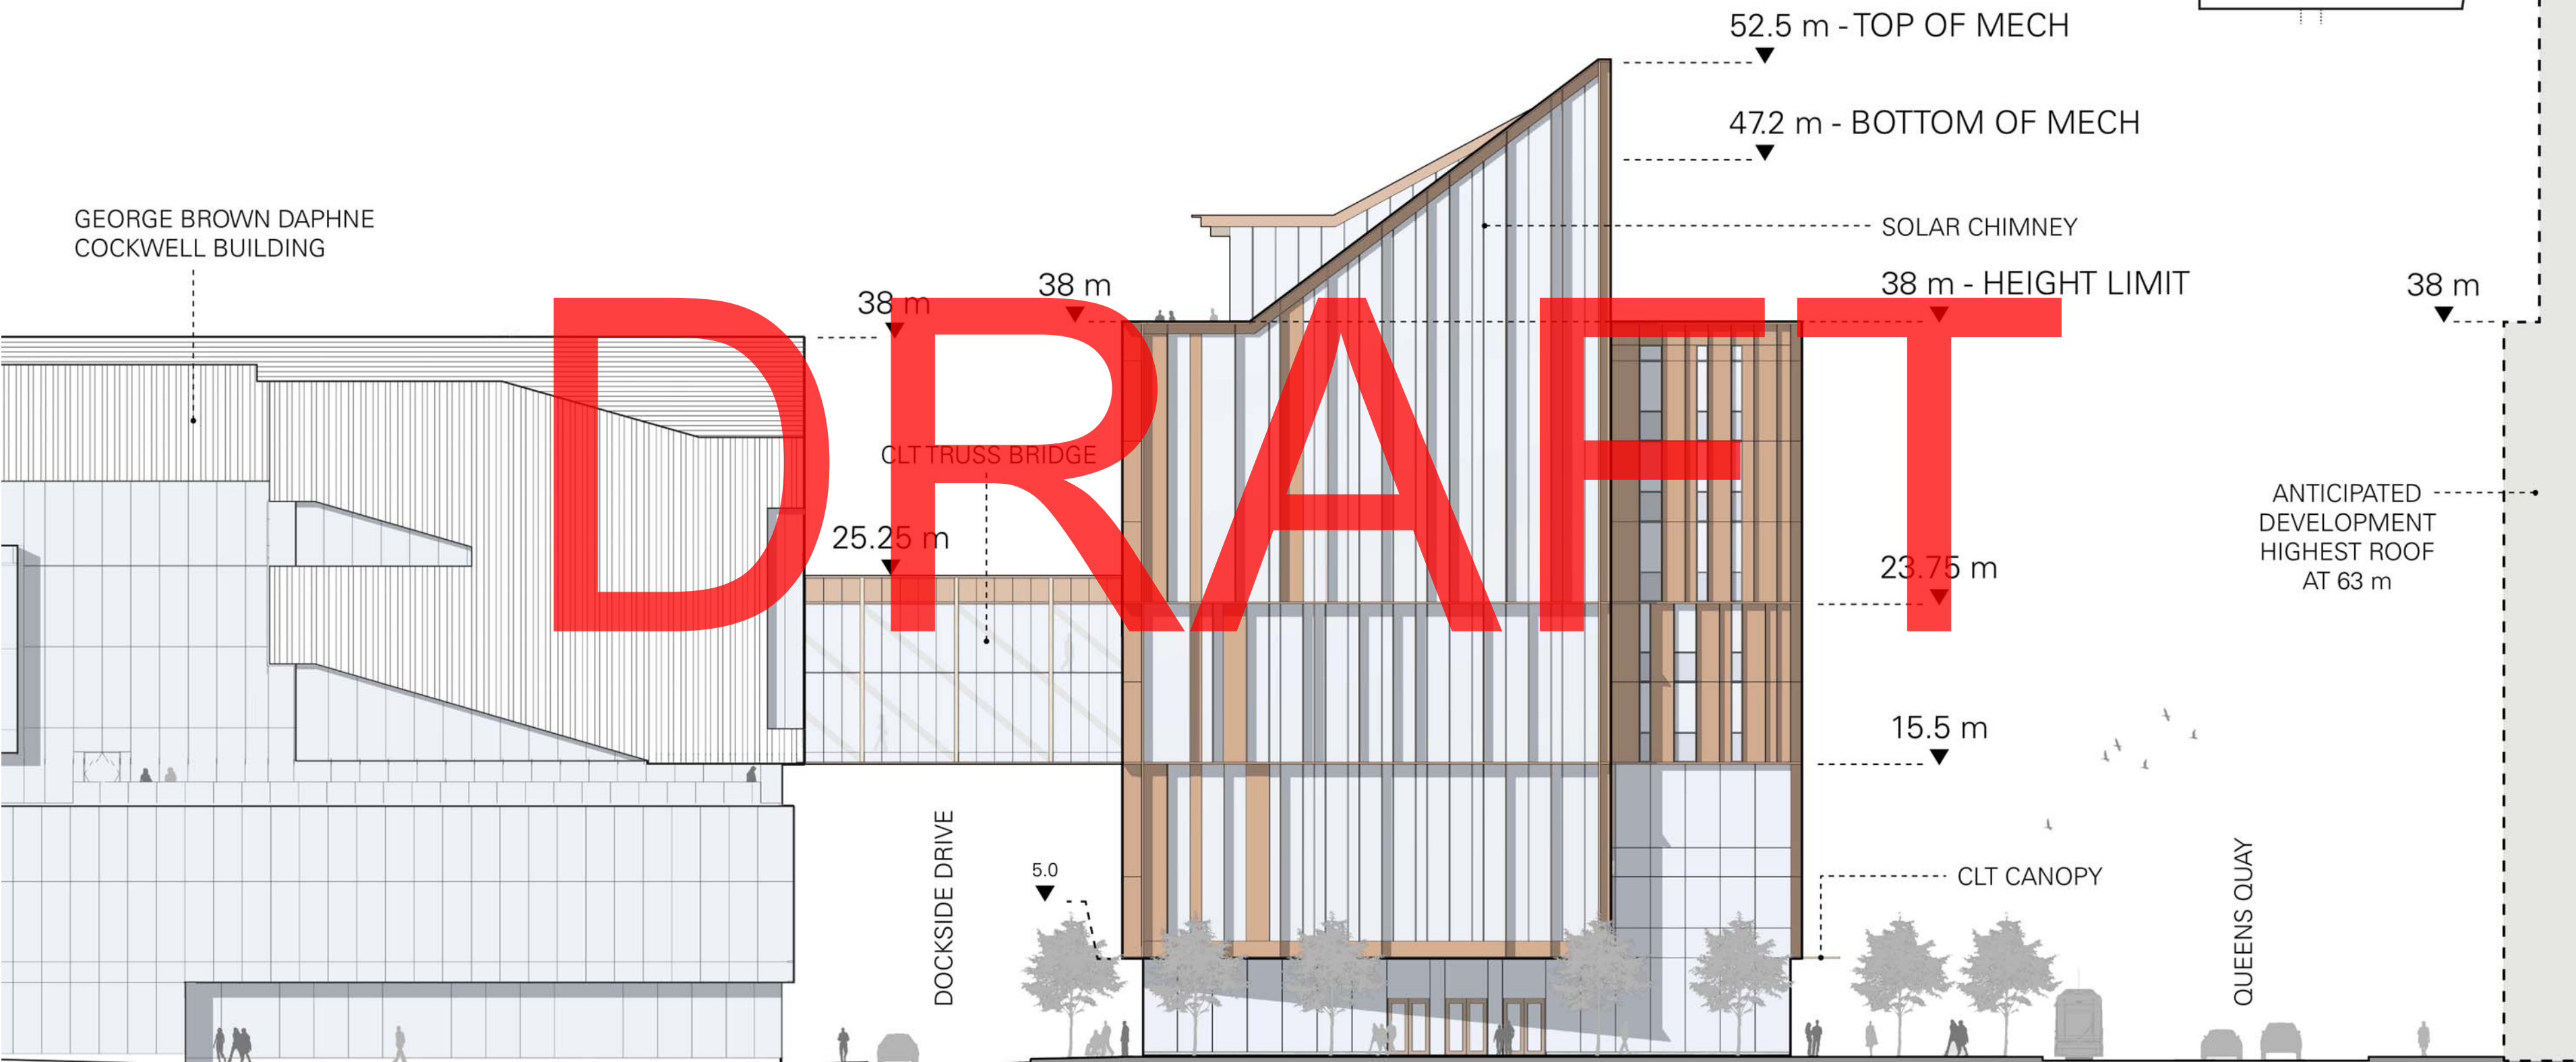 52.5 m - TOP OF MECH
47.2 m - BOTTOM OF MECH
GEORGE BROWN DAPHNE
COCKWELL BUILDING
SOLAR CHIMNEY
38 m
38 m
38 m - HEIGHT LIMIT
38 m
DRAFT
CLT TRUSS BRIDGE
25.25 m
23.75 m
ANTICIPATED
DEVELOPMENT
HIGHEST ROOF
AT 63 m
15.5 m
DOCKSIDE DRIVE
5.0
CLT CANOPY
QUEENS QUAY